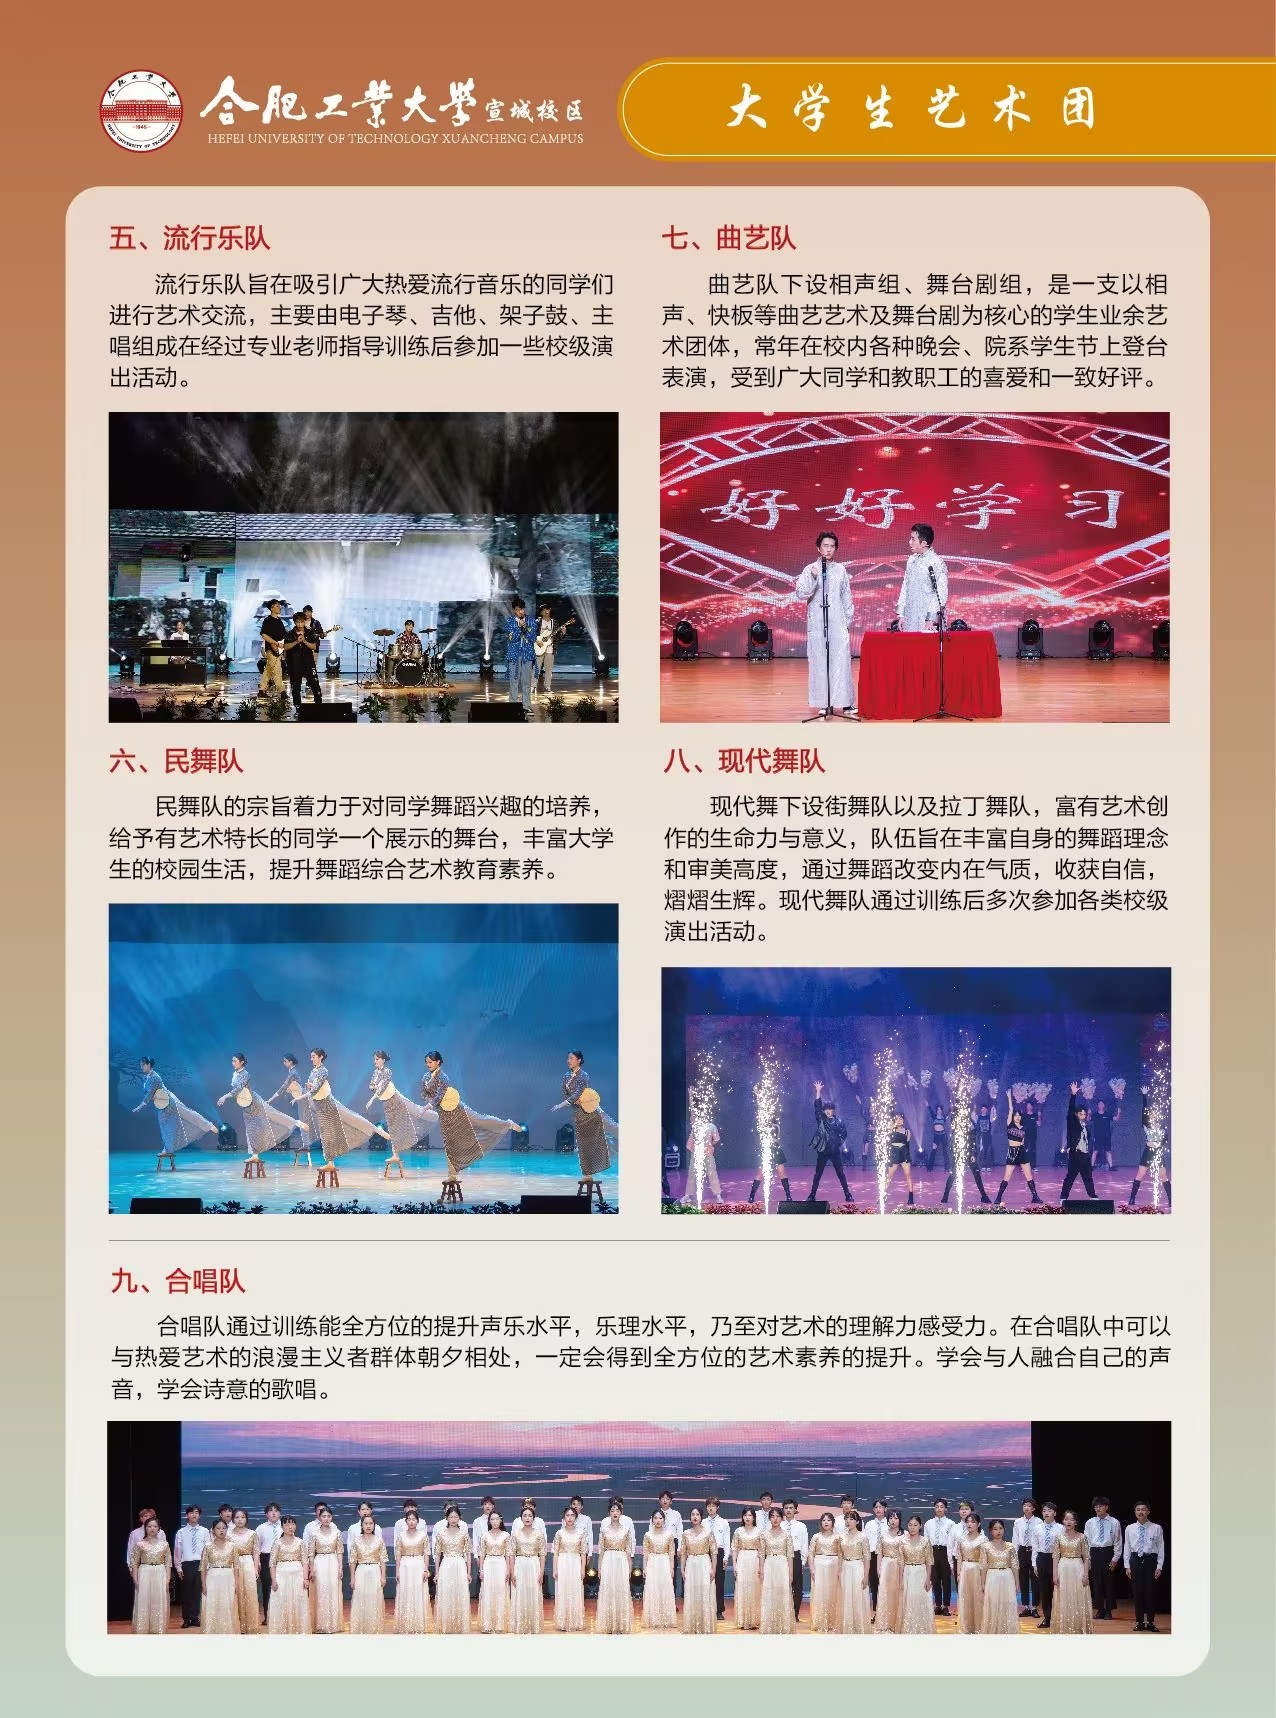 合肥工业大学
HEFEI UNIVERSITY OF TECHNOLOGY
1945
合肥工業大學宣城校区
HEFEI UNIVERSITY OF TECHNOLOGY XUANCHENG CAMPUS
大学生艺术团
五、流行乐队
流行乐队旨在吸引广大热爱流行音乐的同学们
进行艺术交流，主要由电子琴、吉他、架子鼓、主
唱组成在经过专业老师指导训练后参加一些校级演
出活动。
六、民舞队
民舞队的宗旨着力于对同学舞蹈兴趣的培养，
给予有艺术特长的同学一个展示的舞台，丰富大学
生的校园生活，提升舞蹈综合艺术教育素养。
七、曲艺队
曲艺队下设相声组、舞台剧组，是一支以相
声、快板等曲艺艺术及舞台剧为核心的学生业余艺
术团体，常年在校内各种晚会、院系学生节上登台
表演，受到广大同学和教职工的喜爱和一致好评。
好好学习
八、现代舞队
现代舞下设街舞队以及拉丁舞队，富有艺术创
作的生命力与意义，队伍旨在丰富自身的舞蹈理念
和审美高度，通过舞蹈改变内在气质，收获自信，
熠熠生辉。现代舞队通过训练后多次参加各类校级
演出活动。
九、合唱队
合唱队通过训练能全方位的提升声乐水平，乐理水平，乃至对艺术的理解力感受力。在合唱队中可以
与热爱艺术的浪漫主义者群体朝夕相处，一定会得到全方位的艺术素养的提升。学会与人融合自己的声
音，学会诗意的歌唱。